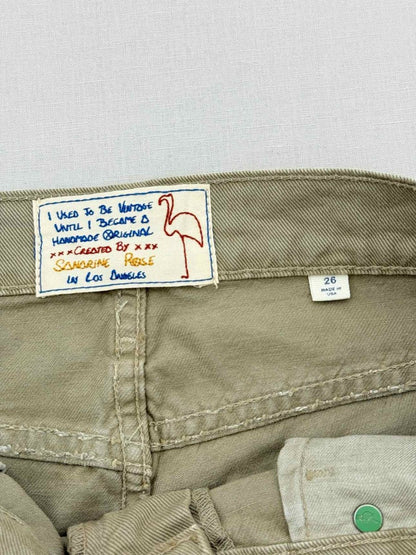 I USED TO BE VINTAGE
UNTIL I BECAME A
HANDMADE ORIGINAL
x x x CREATED BY x x x
SANDRINE ROSE
IN LOS ANGELES
26
MADE IN
USA